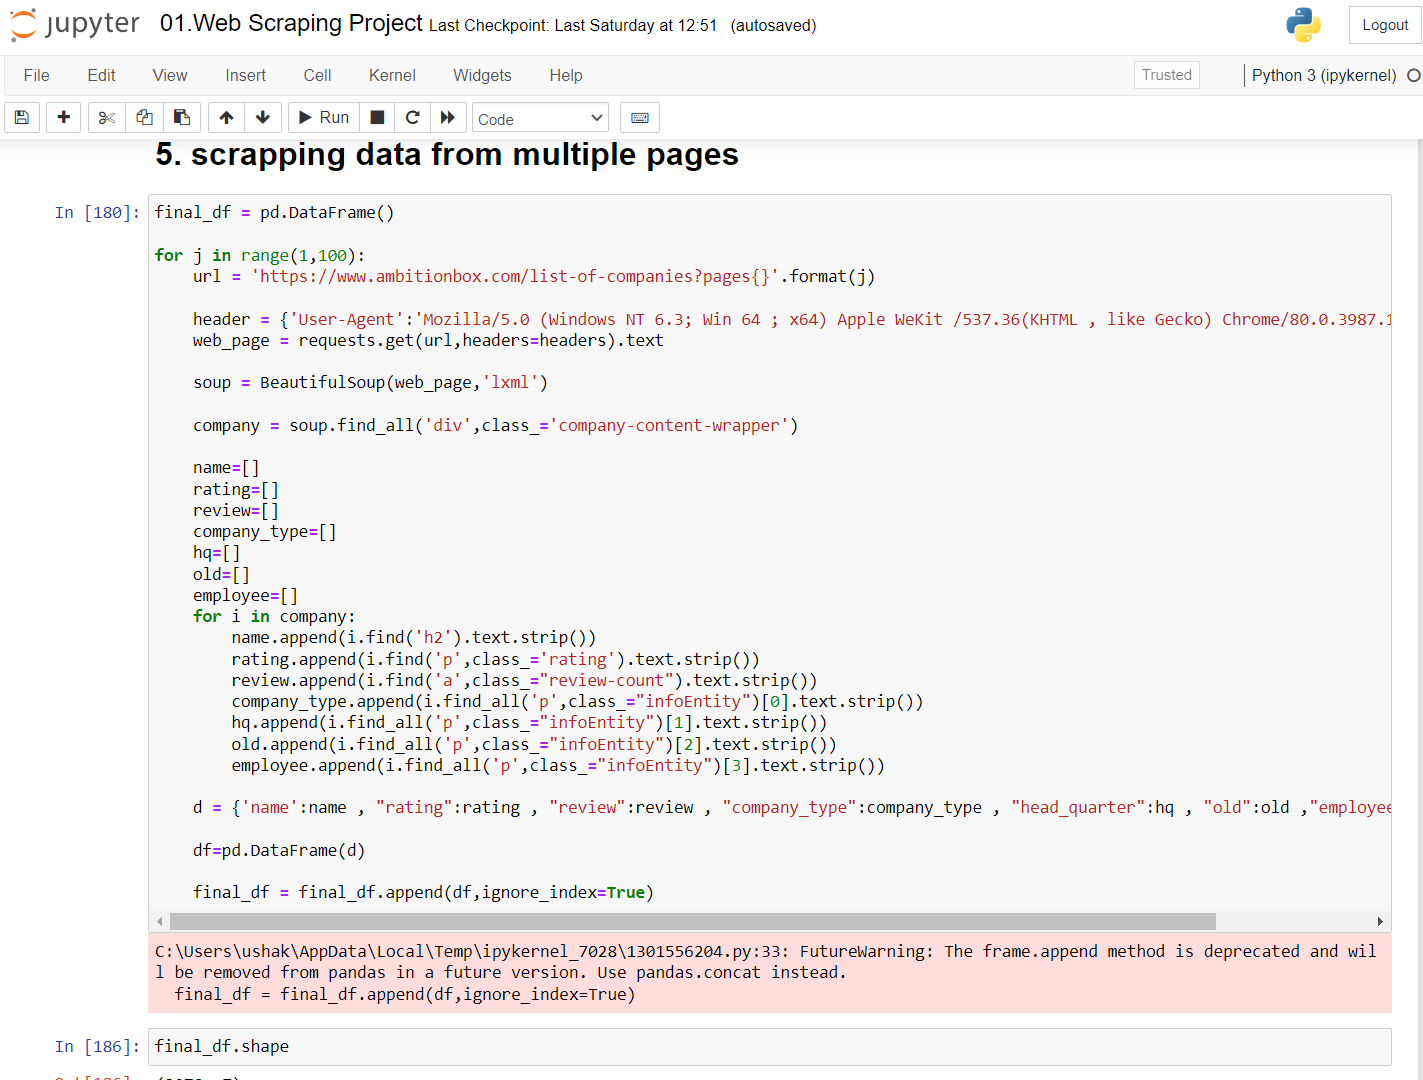 jupyter 01.Web Scraping Project Last Checkpoint: Last Saturday at 12:51 (autosaved) Logout
File Edit View Insert Cell Kernel Widgets Help Trusted Python 3 (ipykernel)
Run Code
5. scrapping data from multiple pages
In [180]: final_df = pd.DataFrame()
for j in range(1,100):
url = 'https://www.ambitionbox.com/list-of-companies?pages{}'.format(j)
header = {'User-Agent':'Mozilla/5.0 (Windows NT 6.3; Win 64 ; x64) Apple WeKit /537.36(KHTML , like Gecko) Chrome/80.0.3987.1
web_page = requests.get(url,headers=headers).text
soup = BeautifulSoup(web_page,'lxml')
company = soup.find_all('div',class_='company-content-wrapper')
name=[]
rating=[]
review=[]
company_type=[]
hq=[]
old=[]
employee=[]
for i in company:
name.append(i.find('h2').text.strip())
rating.append(i.find('p',class_='rating').text.strip())
review.append(i.find('a',class_="review-count").text.strip())
company_type.append(i.find_all('p',class_="infoEntity")[0].text.strip())
hq.append(i.find_all('p',class_="infoEntity")[1].text.strip())
old.append(i.find_all('p',class_="infoEntity")[2].text.strip())
employee.append(i.find_all('p',class_="infoEntity")[3].text.strip())
d = {'name':name , "rating":rating , "review":review , "company_type":company_type , "head_quarter":hq , "old":old ,"employee
df=pd.DataFrame(d)
final_df = final_df.append(df,ignore_index=True)
C:\Users\ushak\AppData\Local\Temp\ipykernel_7028\1301556204.py:33: FutureWarning: The frame.append method is deprecated and wil
l be removed from pandas in a future version. Use pandas.concat instead.
final_df = final_df.append(df,ignore_index=True)
In [186]: final_df.shape